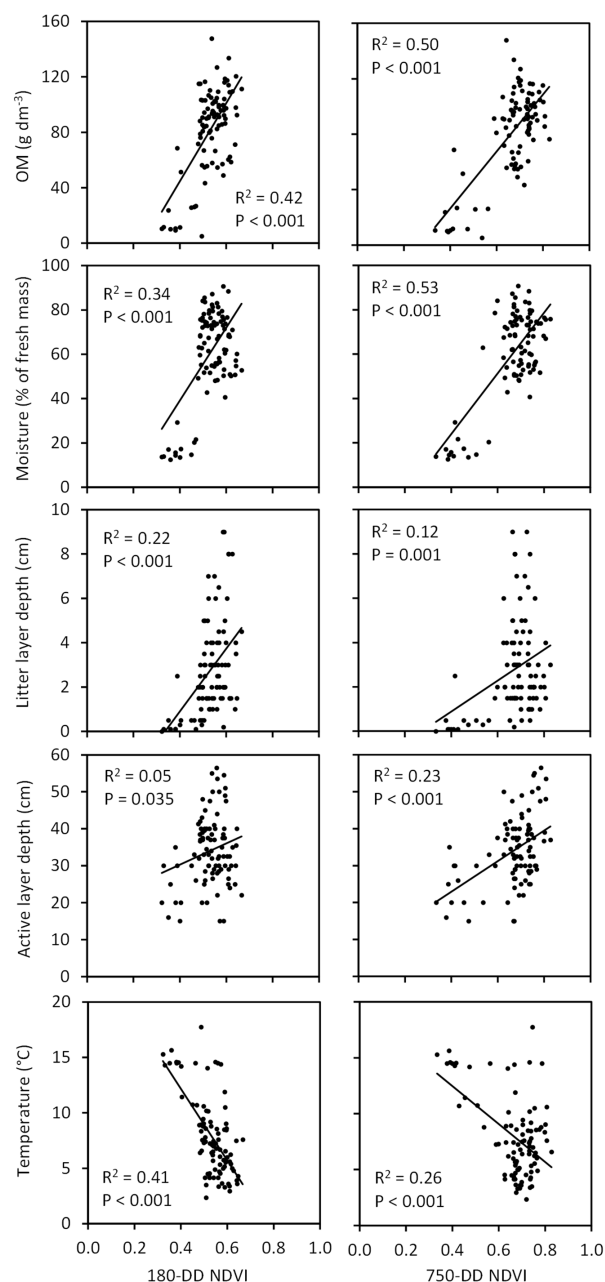 160
120
80
40
0
OM (g dm⁻³)
R² = 0.42
P < 0.001
R² = 0.50
P < 0.001
100
80
60
40
20
0
Moisture (% of fresh mass)
R² = 0.34
P < 0.001
R² = 0.53
P < 0.001
10
8
6
4
2
0
Litter layer depth (cm)
R² = 0.22
P < 0.001
R² = 0.12
P = 0.001
60
50
40
30
20
10
0
Active layer depth (cm)
R² = 0.05
P = 0.035
R² = 0.23
P < 0.001
20
15
10
5
0
Temperature (°C)
R² = 0.41
P < 0.001
R² = 0.26
P < 0.001
0.0 0.2 0.4 0.6 0.8 1.0
0.0 0.2 0.4 0.6 0.8 1.0
180-DD NDVI
750-DD NDVI